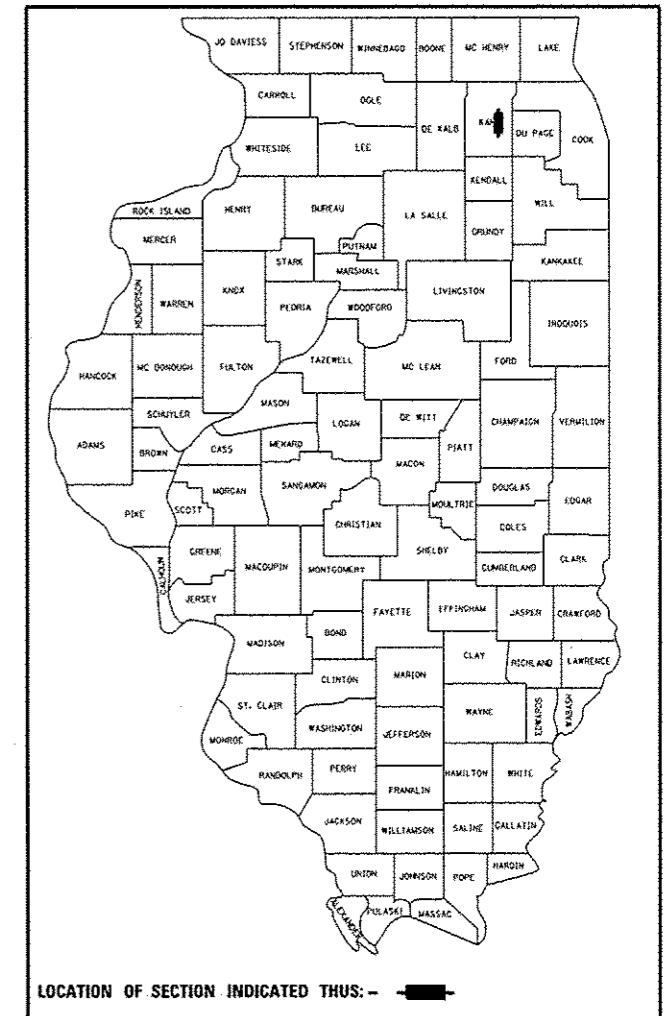 JO DAVIESS STEPHENSON WINNEBAGO BOONE MC HENRY LAKE
CARROLL OGLE DE KALB DU PAGE COOK
WHITESIDE LEE
KENDALL
ROCK ISLAND HENRY BUREAU LA SALLE GRUNDY WILL
MERCER PUTNAM
STARK MARSHALL KANKAKEE
HENDERSON WARREN KNOX PEORIA WOODFORD LIVINGSTON IROQUOIS
HANCOCK MC DONOUGH FULTON TAZEWELL MC LEAN FORD
SCHUYLER MASON LOGAN DE WITT CHAMPAIGN VERMILION
ADAMS BROWN CASS MENARD MACON PIATT
MORGAN SANGAMON DOUGLAS EDGAR
PIKE SCOTT CHRISTIAN MOULTRIE COLES
GREENE MACOUPIN MONTGOMERY SHELBY CUMBERLAND CLARK
CALHOUN JERSEY
FAYETTE EFFINGHAM JASPER CRAWFORD
MADISON BOND
CLAY RICHLAND LAWRENCE
CLINTON MARION
ST. CLAIR WAYNE EDWARDS WABASH
WASHINGTON JEFFERSON
MONROE
RANDOLPH PERRY HAMILTON WHITE
FRANKLIN
JACKSON WILLIAMSON SALINE GALLATIN
UNION JOHNSON POPE HARDIN
ALEXANDER PULASKI MASSAC
LOCATION OF SECTION INDICATED THUS: –